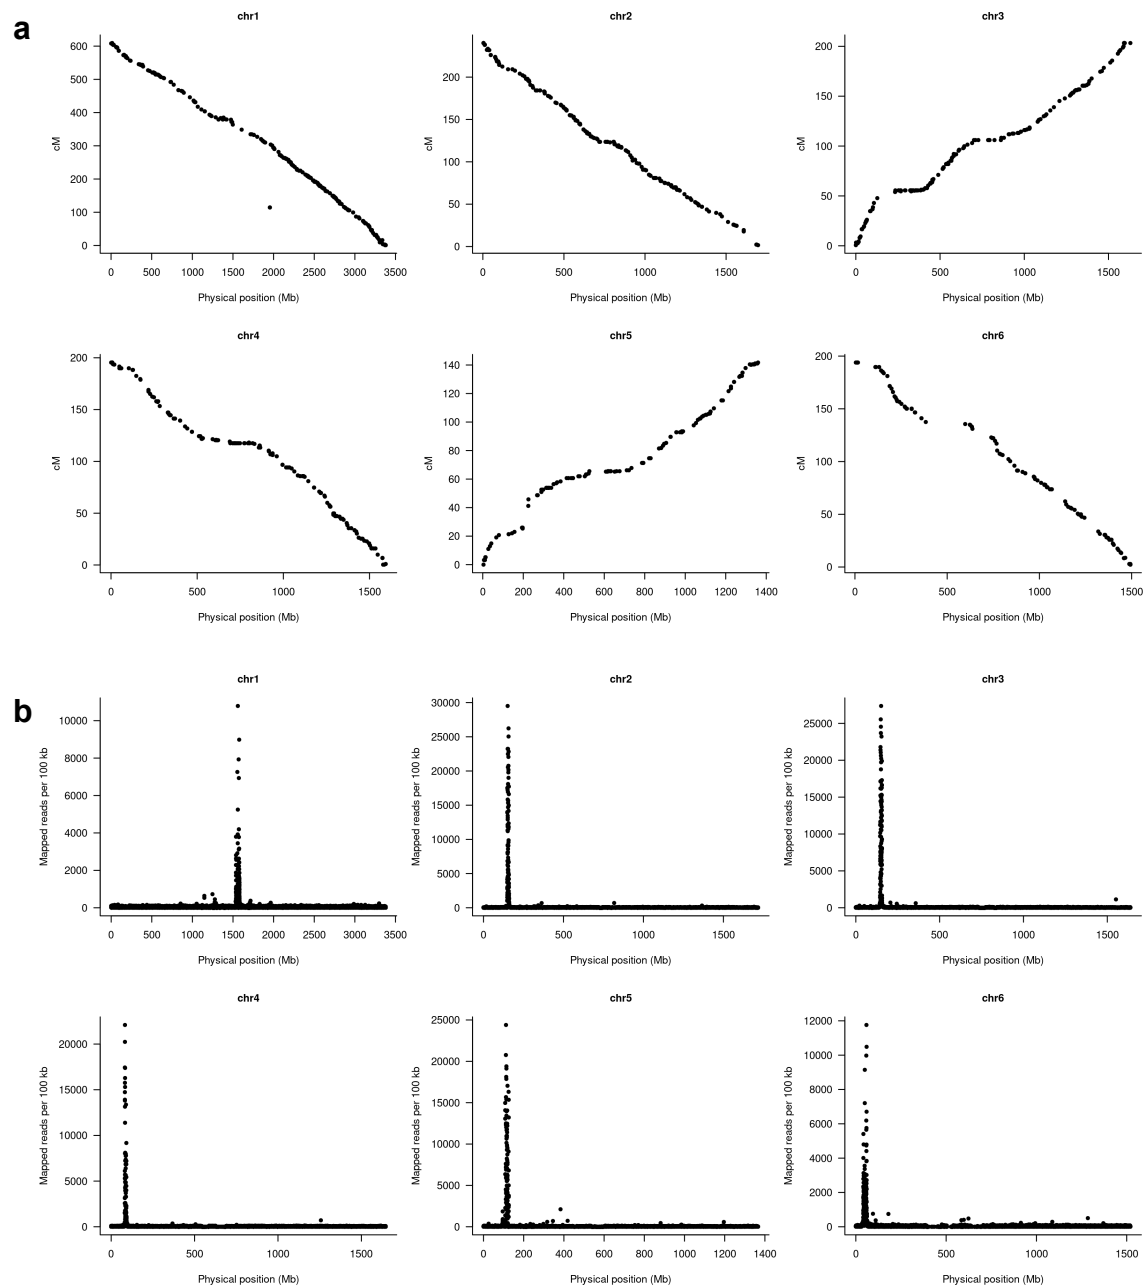 a
chr1
chr2
chr3
cM
600
500
400
300
200
100
0
0 500 1000 1500 2000 2500 3000 3500
Physical position (Mb)
cM
200
150
100
50
0
0 500 1000 1500
Physical position (Mb)
cM
200
150
100
50
0
0 500 1000 1500
Physical position (Mb)
chr4
chr5
chr6
cM
200
150
100
50
0
0 500 1000 1500
Physical position (Mb)
cM
140
120
100
80
60
40
20
0
0 200 400 600 800 1000 1200 1400
Physical position (Mb)
cM
200
150
100
50
0
0 500 1000 1500
Physical position (Mb)
b
chr1
chr2
chr3
Mapped reads per 100 kb
10000
8000
6000
4000
2000
0
0 500 1000 1500 2000 2500 3000 3500
Physical position (Mb)
Mapped reads per 100 kb
30000
25000
20000
15000
10000
5000
0
0 500 1000 1500
Physical position (Mb)
Mapped reads per 100 kb
25000
20000
15000
10000
5000
0
0 500 1000 1500
Physical position (Mb)
chr4
chr5
chr6
Mapped reads per 100 kb
20000
15000
10000
5000
0
0 500 1000 1500
Physical position (Mb)
Mapped reads per 100 kb
25000
20000
15000
10000
5000
0
0 200 400 600 800 1000 1200 1400
Physical position (Mb)
Mapped reads per 100 kb
12000
10000
8000
6000
4000
2000
0
0 500 1000 1500
Physical position (Mb)